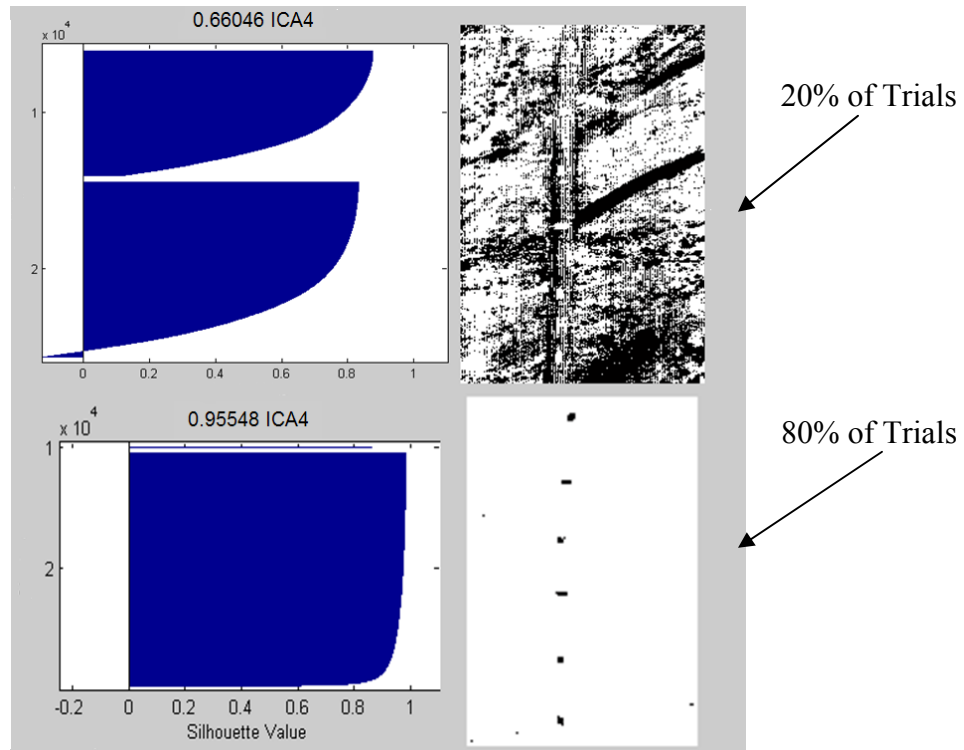 0.66046 ICA4
x 10^4
1
2
0 0.2 0.4 0.6 0.8 1
20% of Trials
0.95548 ICA4
x 10^4
1
2
-0.2 0 0.2 0.4 0.6 0.8 1
Silhouette Value
80% of Trials